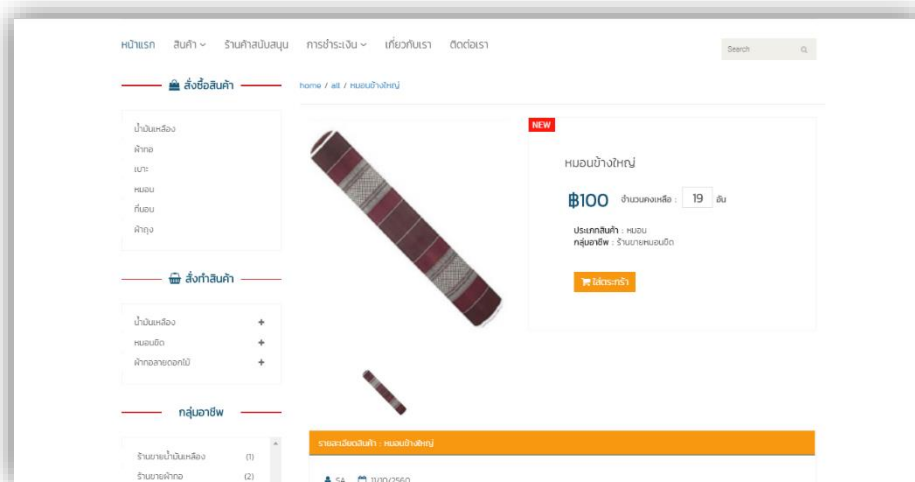 หน้าแรก สินค้า ร้านค้าสนับสนุน การชำระเงิน เกี่ยวกับเรา ติดต่อเรา Search
สั่งซื้อสินค้า
น้ำมันเหลือง
ผ้าทอ
เบาะ
หมอน
ที่นอน
ผ้าถุง
สั่งทำสินค้า
น้ำมันเหลือง +
หมอนขิด +
ผ้าทอลายดอกไม้ +
กลุ่มอาชีพ
ร้านขายน้ำมันเหลือง (1)
ร้านขายผ้าทอ (2)
home / all / หมอนข้างใหญ่
NEW
หมอนข้างใหญ่
฿100 จำนวนคงเหลือ : 19 อัน
ประเภทสินค้า : หมอน
กลุ่มอาชีพ : ร้านขายหมอนขิด
ใส่ตระกร้า
รายละเอียดสินค้า : หมอนข้างใหญ่
SA 11/10/2560